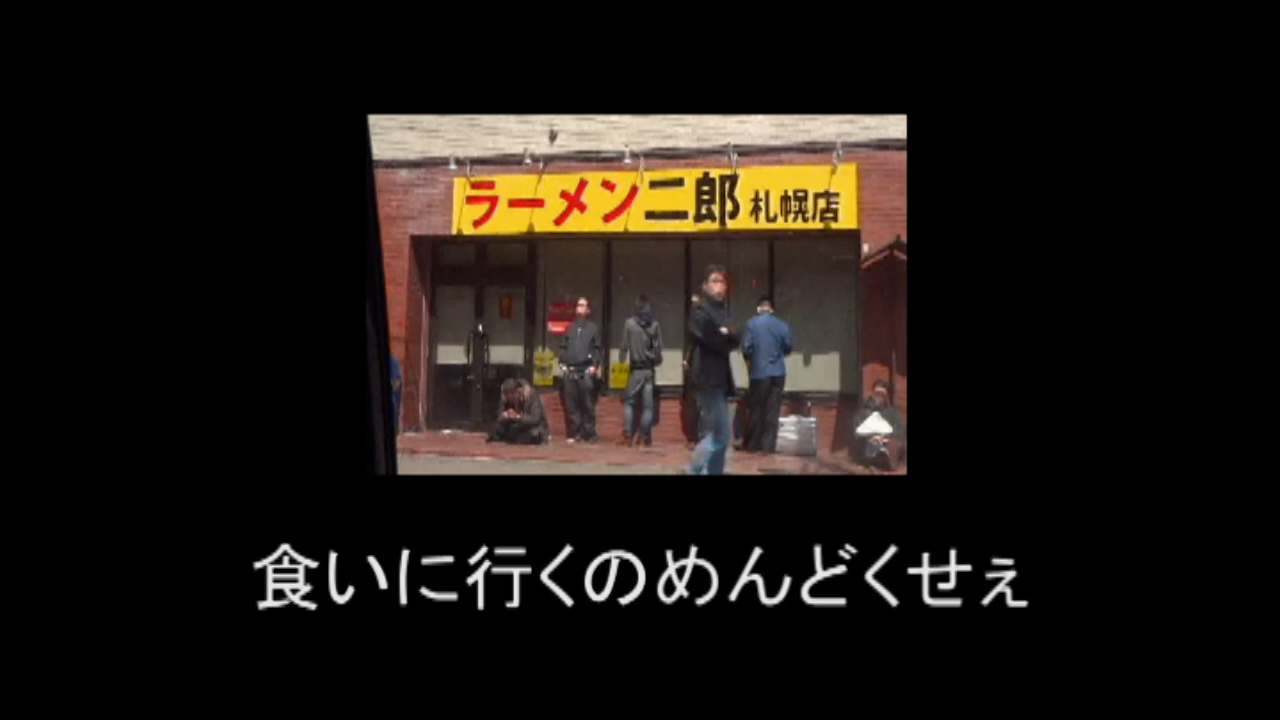 ラーメン二郎 札幌店
食いに行くのめんどくせぇ